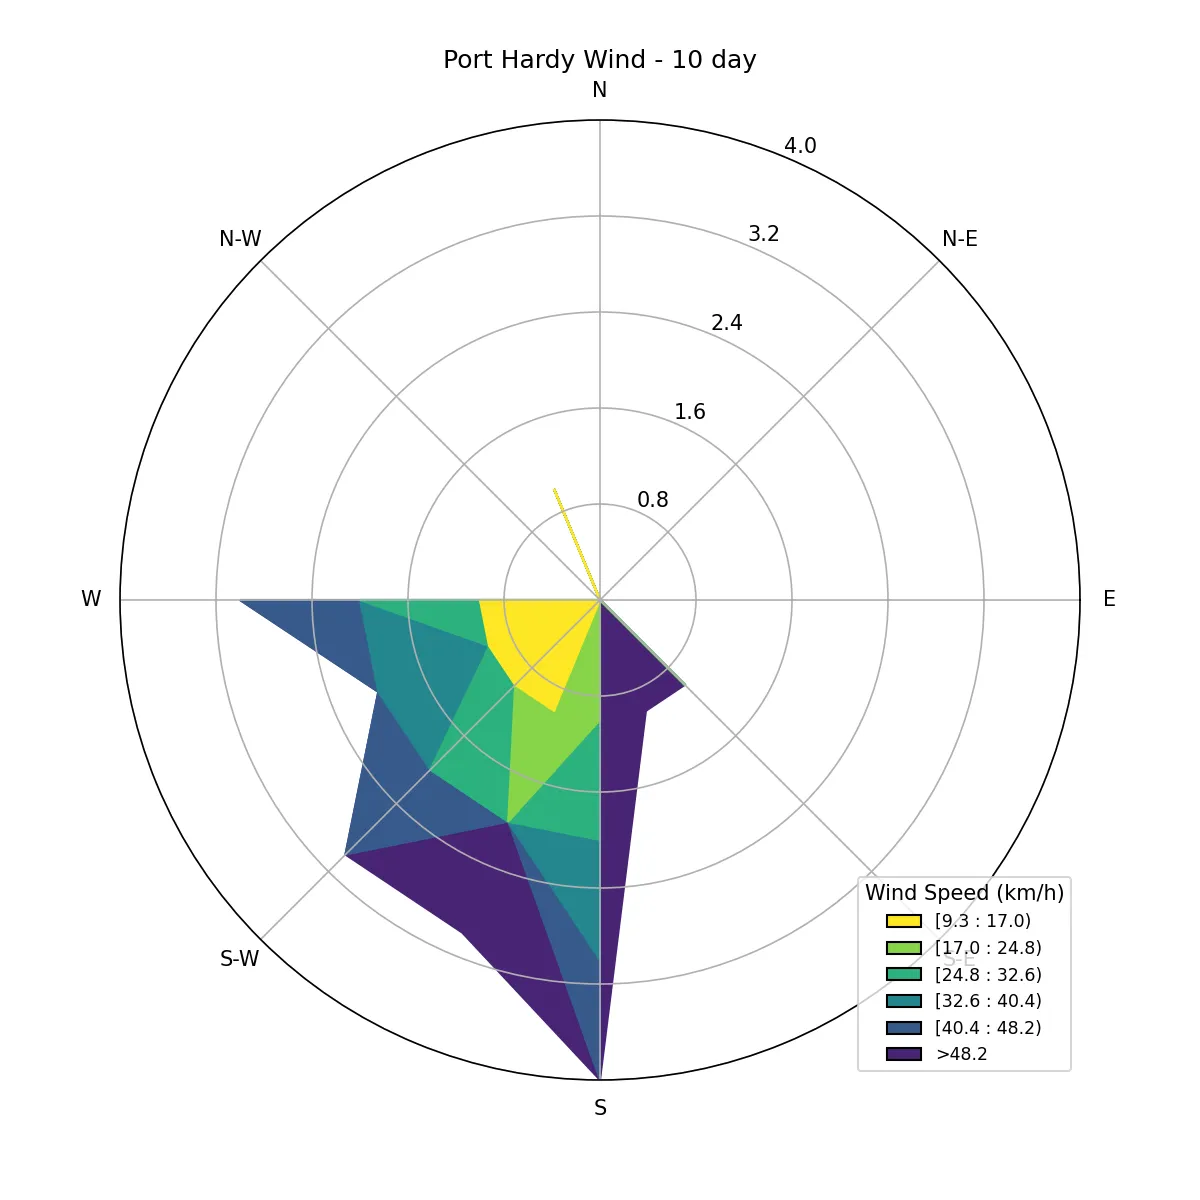 Port Hardy Wind - 10 day
N
4.0
3.2
N-W
N-E
2.4
1.6
0.8
W
E
Wind Speed (km/h)
[9.3 : 17.0)
[17.0 : 24.8)
S-W
S-E
[24.8 : 32.6)
[32.6 : 40.4)
[40.4 : 48.2)
>48.2
S